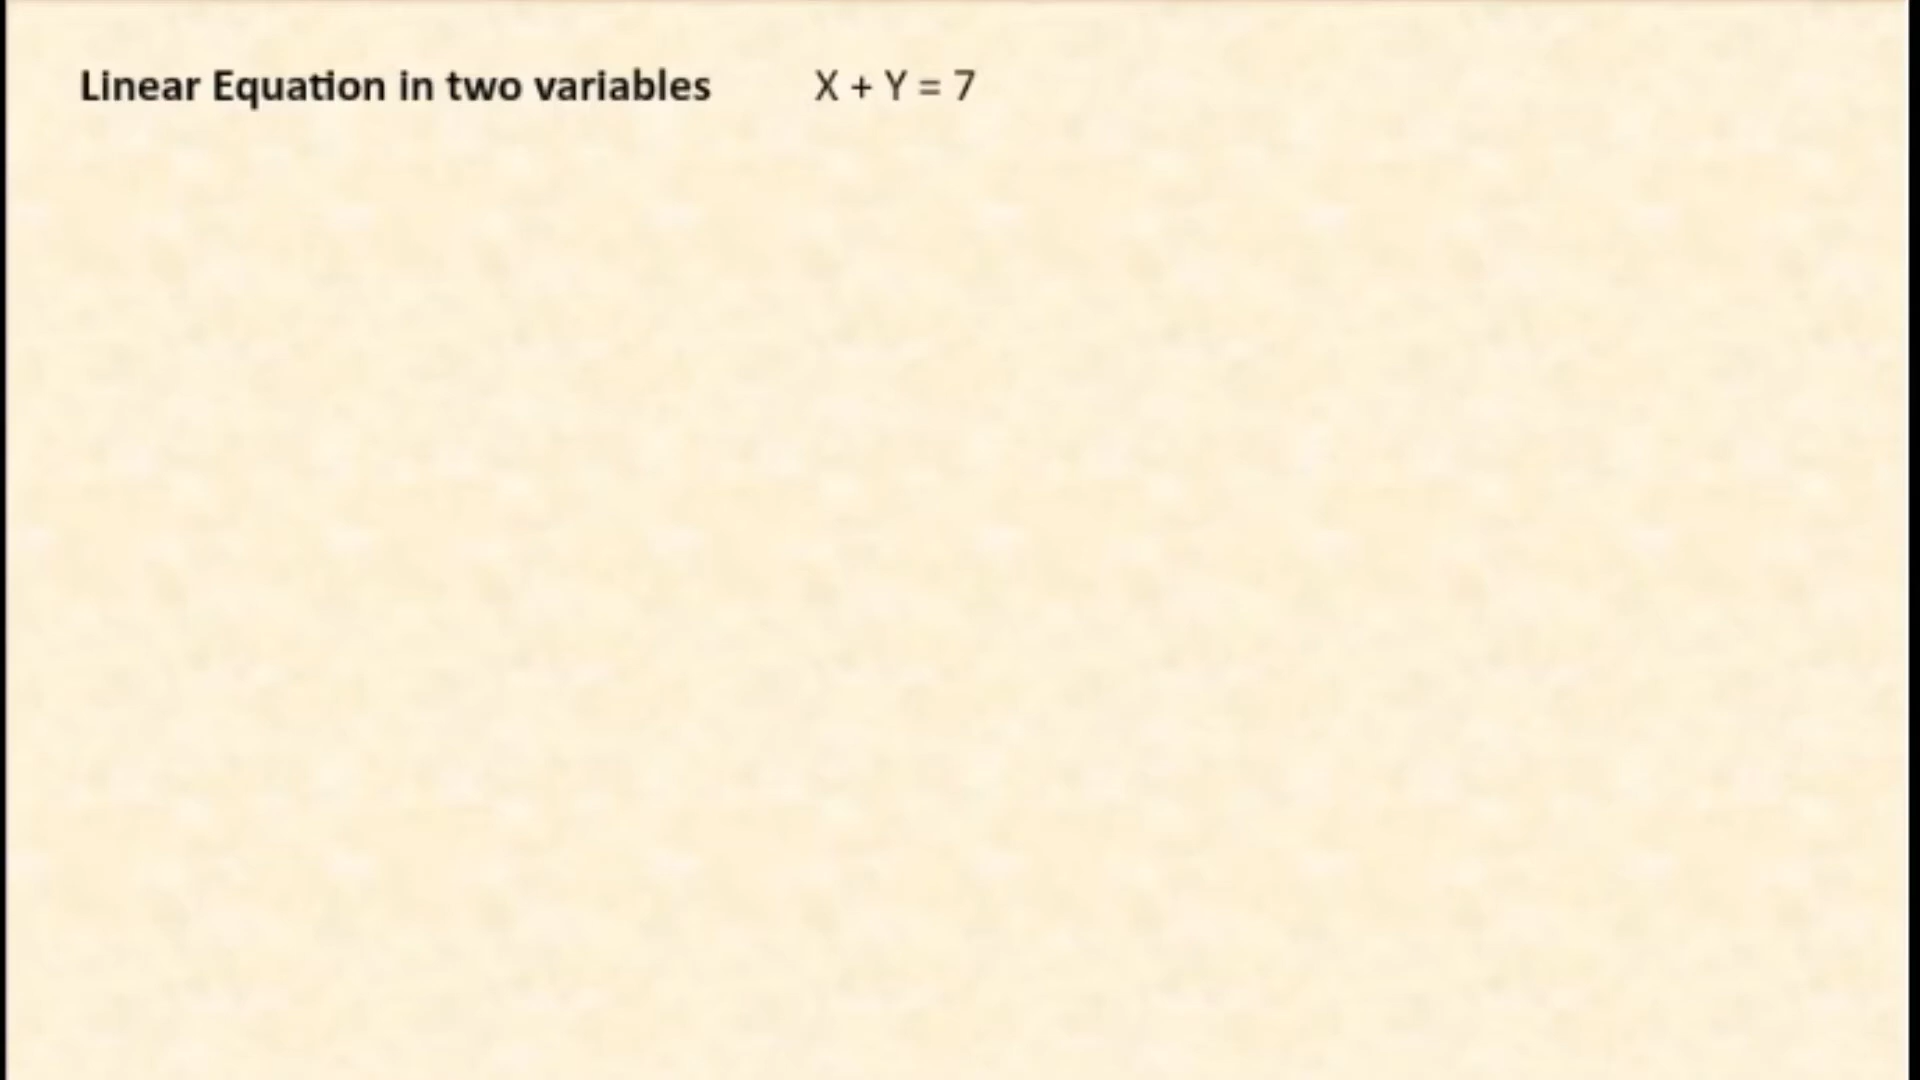 Linear Equation in two variables X + Y = 7